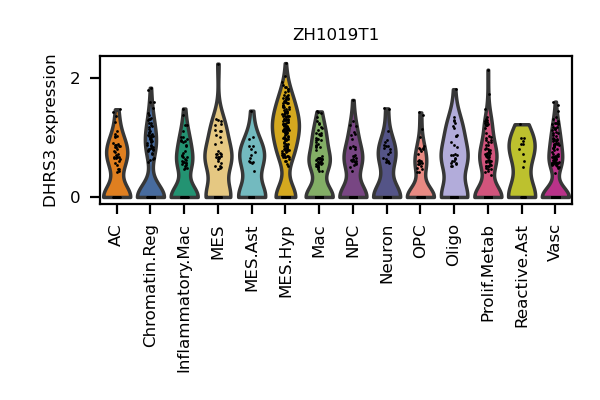 ZH1019T1
DHRS3 expression
2
0
AC
Chromatin.Reg
Inflammatory.Mac
MES
MES.Ast
MES.Hyp
Mac
NPC
Neuron
OPC
Oligo
Prolif.Metab
Reactive.Ast
Vasc